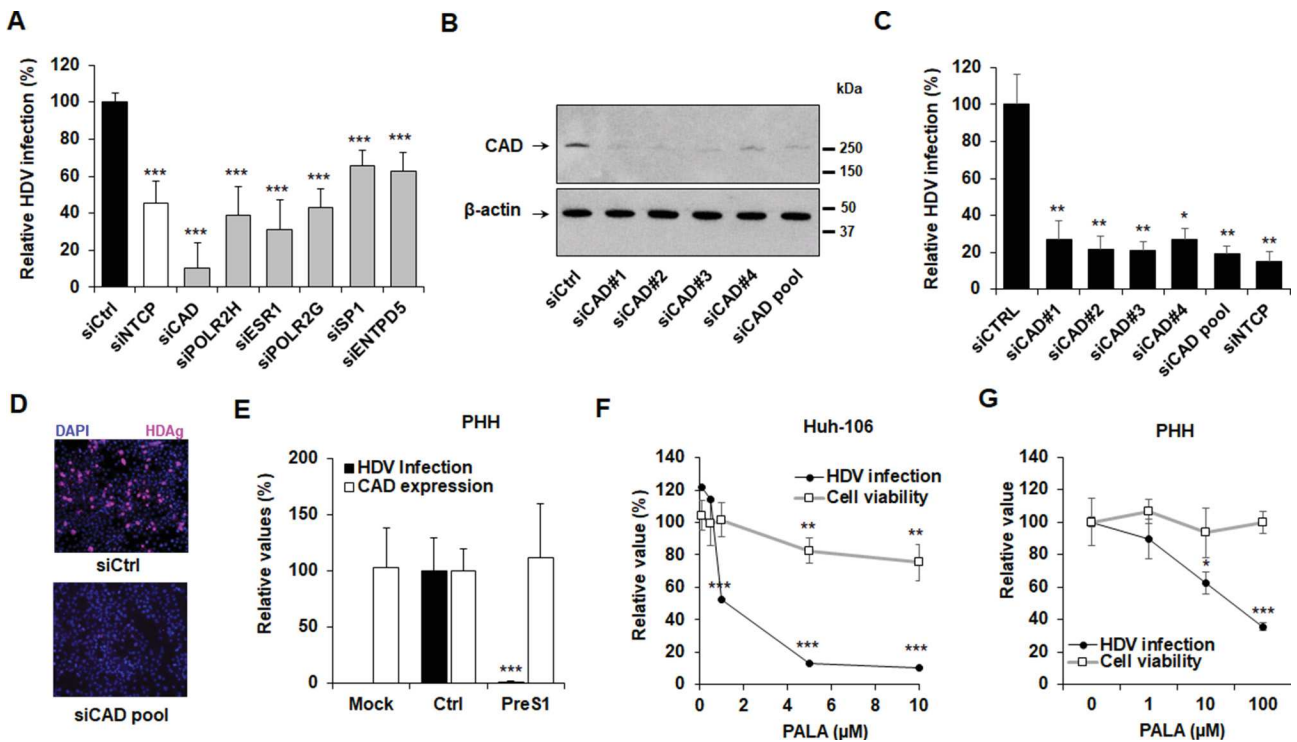 A
Relative HDV infection (%)
120
100
80
60
40
20
0
***
***
***
***
***
***
***
siCtrl
siNTCP
siCAD
siPOLR2H
siESR1
siPOLR2G
siSP1
siENTPD5
B
kDa
CAD
250
150
β-actin
50
37
siCtrl
siCAD#1
siCAD#2
siCAD#3
siCAD#4
siCAD pool
C
Relative HDV infection (%)
120
100
80
60
40
20
0
**
**
**
*
**
**
siCTRL
siCAD#1
siCAD#2
siCAD#3
siCAD#4
siCAD pool
siNTCP
D
DAPI HDAg
siCtrl
siCAD pool
E
PHH
Relative values (%)
200
150
100
50
0
HDV Infection
CAD expression
***
Mock Ctrl PreS1
F
Huh-106
Relative value (%)
140
120
100
80
60
40
20
0
HDV infection
Cell viability
**
**
***
***
***
0 2 4 6 8 10
PALA (µM)
G
PHH
Relative value
140
120
100
80
60
40
20
0
*
***
HDV infection
Cell viability
0 1 10 100
PALA (µM)